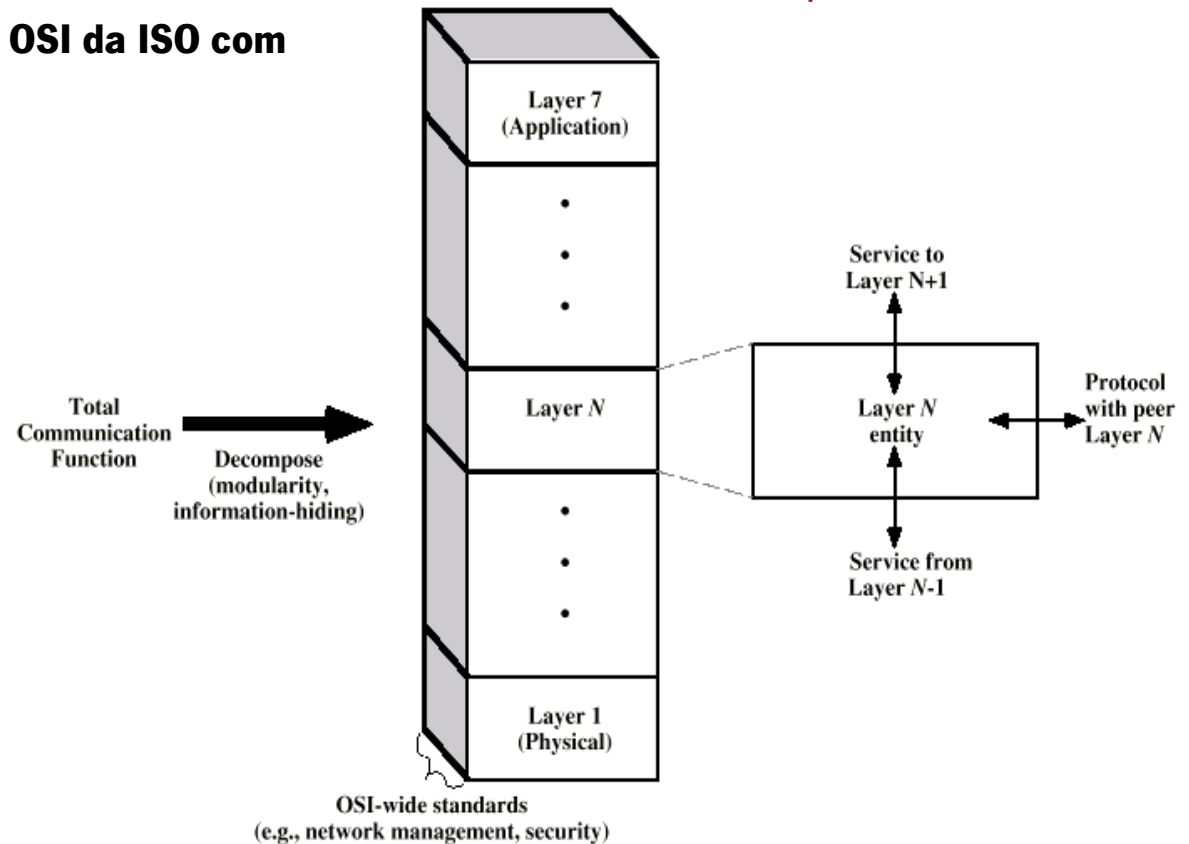 OSI da ISO com
Layer 7
(Application)
Service to
Layer N+1
Total
Communication
Function
Decompose
(modularity,
information-hiding)
Layer N
Layer N
entity
Protocol
with peer
Layer N
Service from
Layer N-1
Layer 1
(Physical)
OSI-wide standards
(e.g., network management, security)